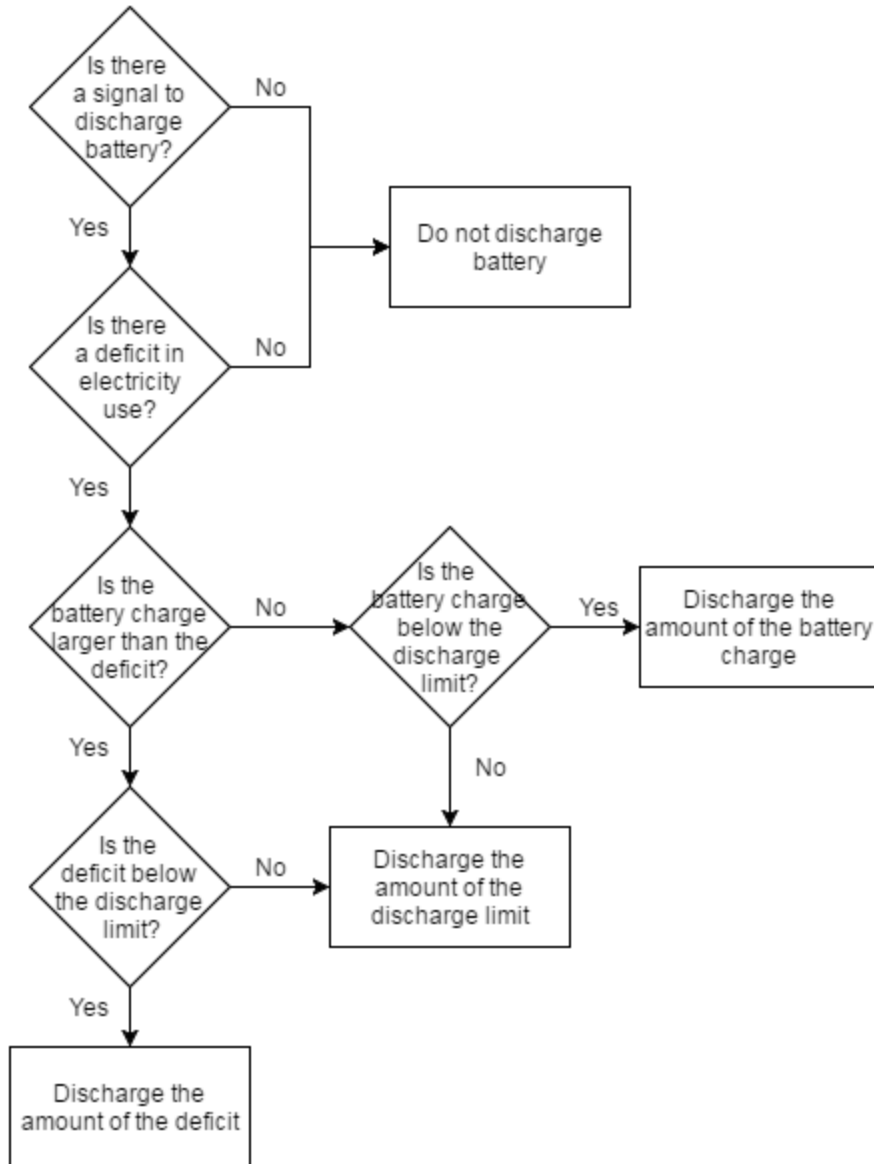 Is there
a signal to
discharge
battery?
No
Yes
Do not discharge
battery
Is there
a deficit in
electricity
use?
No
Yes
Is the
battery charge
larger than the
deficit?
No
Is the
battery charge
below the
discharge
limit?
Yes
Discharge the
amount of the battery
charge
Yes
No
Is the
deficit below
the discharge
limit?
No
Discharge the
amount of the
discharge limit
Yes
Discharge the
amount of the deficit